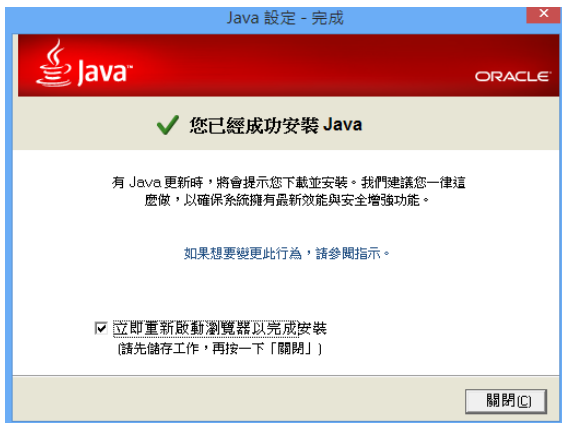 Java 設定 - 完成
Java™
ORACLE
您已經成功安裝 Java
有 Java 更新時，將會提示您下載並安裝。我們建議您一律這
麼做，以確保系統擁有最新效能與安全增強功能。
如果想要變更此行為，請參閱指示。
立即重新啟動瀏覽器以完成安裝
(請先儲存工作，再按一下「關閉」)
關閉(C)